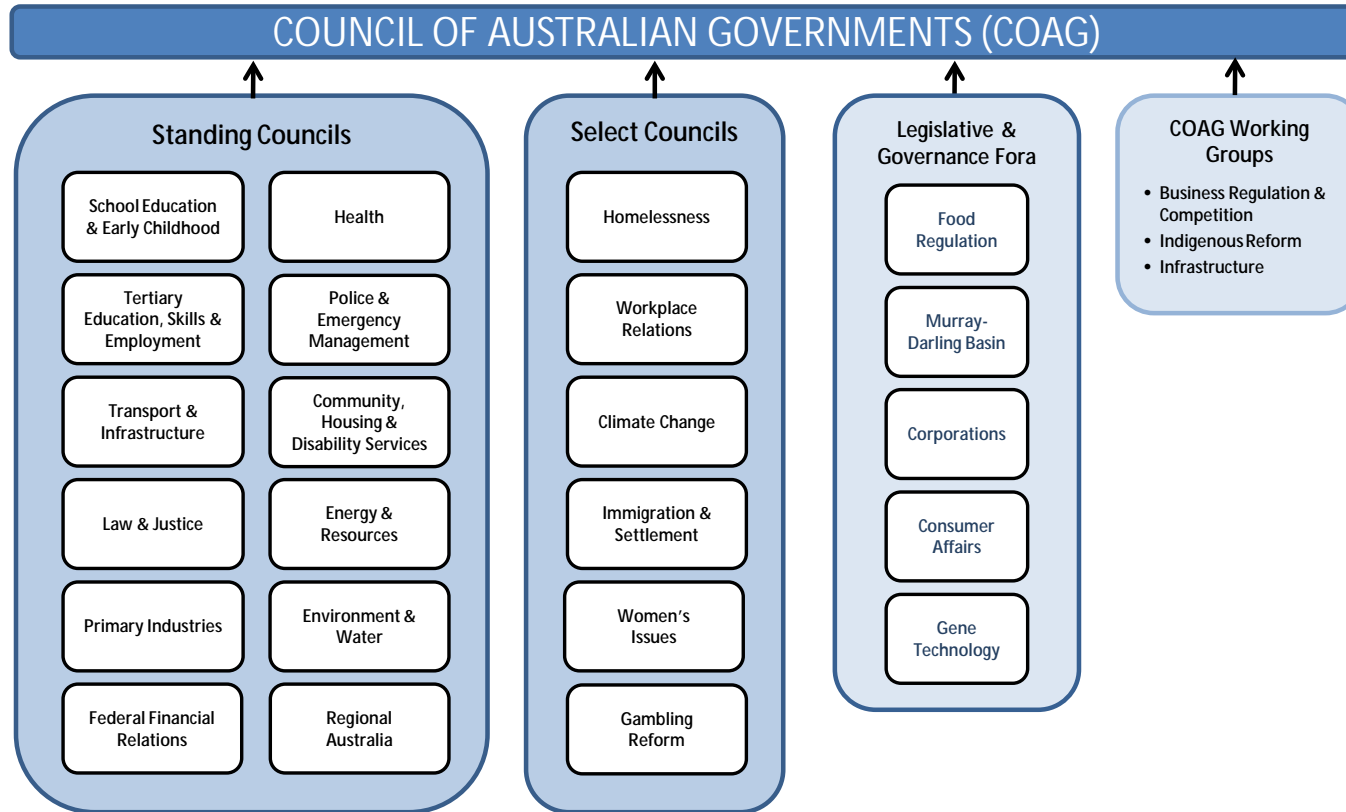 COUNCIL OF AUSTRALIAN GOVERNMENTS (COAG)
Standing Councils
School Education
& Early Childhood
Health
Tertiary
Education, Skills &
Employment
Police &
Emergency
Management
Transport &
Infrastructure
Community,
Housing &
Disability Services
Law & Justice
Energy &
Resources
Primary Industries
Environment &
Water
Federal Financial
Relations
Regional
Australia
Select Councils
Homelessness
Workplace
Relations
Climate Change
Immigration &
Settlement
Women's
Issues
Gambling
Reform
Legislative &
Governance Fora
Food
Regulation
Murray-
Darling Basin
Corporations
Consumer
Affairs
Gene
Technology
COAG Working
Groups
• Business Regulation &
Competition
• Indigenous Reform
• Infrastructure